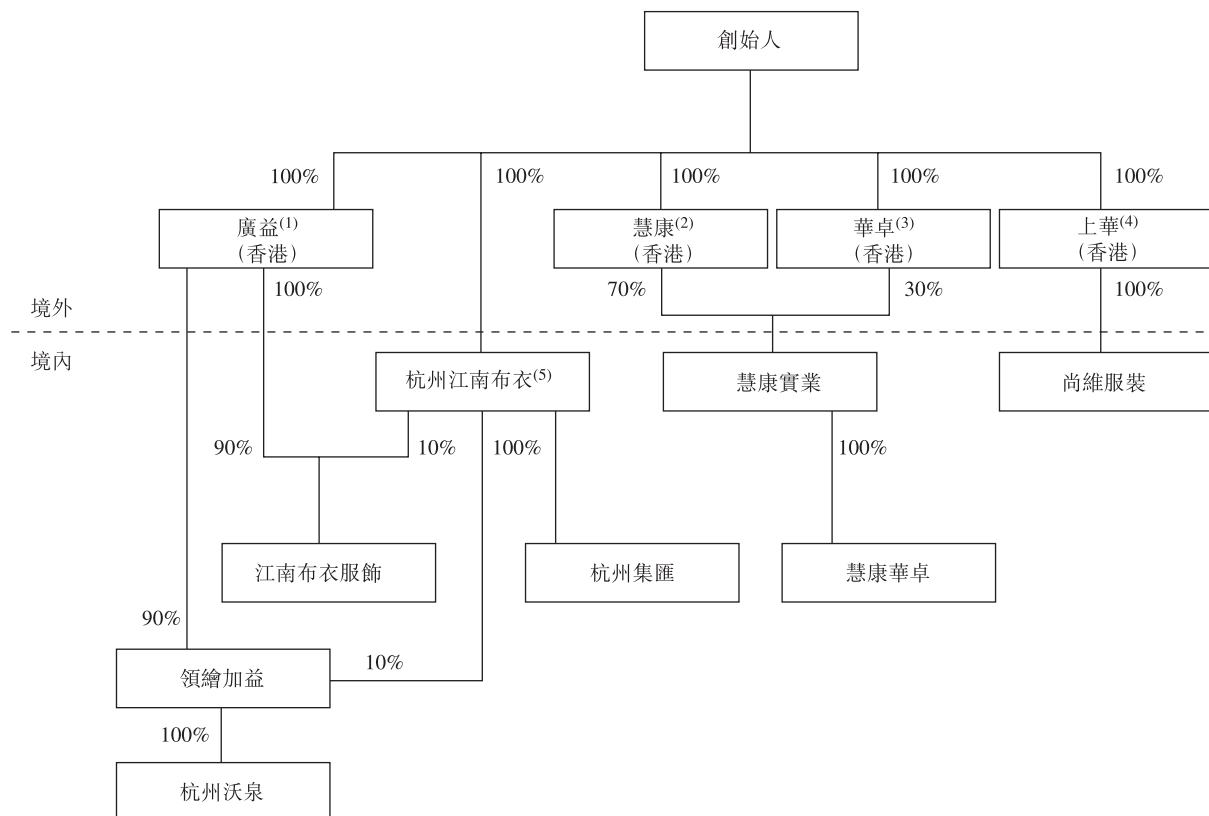 創始人
100%
100%
100%
100%
100%
廣益(1)
(香港)
慧康(2)
(香港)
華卓(3)
(香港)
上華(4)
(香港)
100%
70%
30%
100%
境外
境內
杭州江南布衣(5)
慧康實業
尚維服裝
90%
10%
100%
100%
江南布衣服飾
杭州集匯
慧康華卓
90%
10%
領繪加益
100%
杭州沃泉